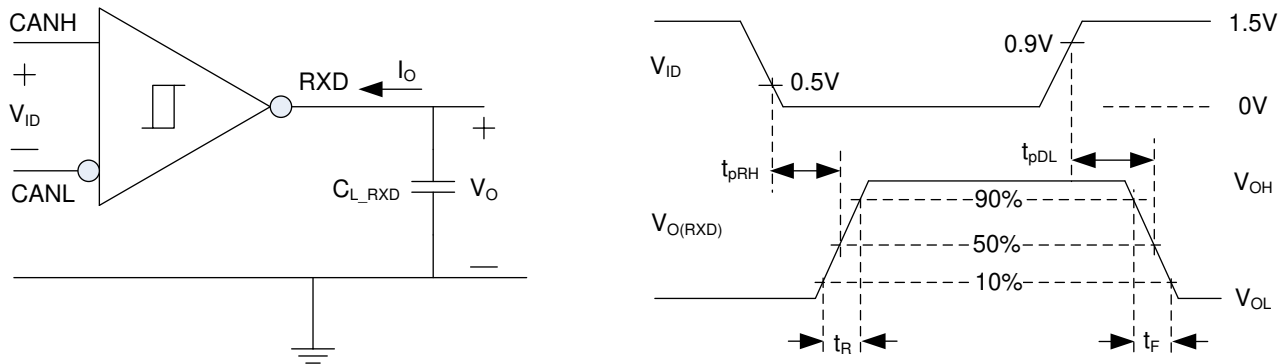 CANH
+
V_ID
—
CANL
RXD
I_O
+
C_L_RXD
V_O
—
V_ID
0.5V
0.9V
1.5V
0V
t_pRH
t_pDL
V_O(RXD)
90%
50%
10%
V_OH
V_OL
t_R
t_F